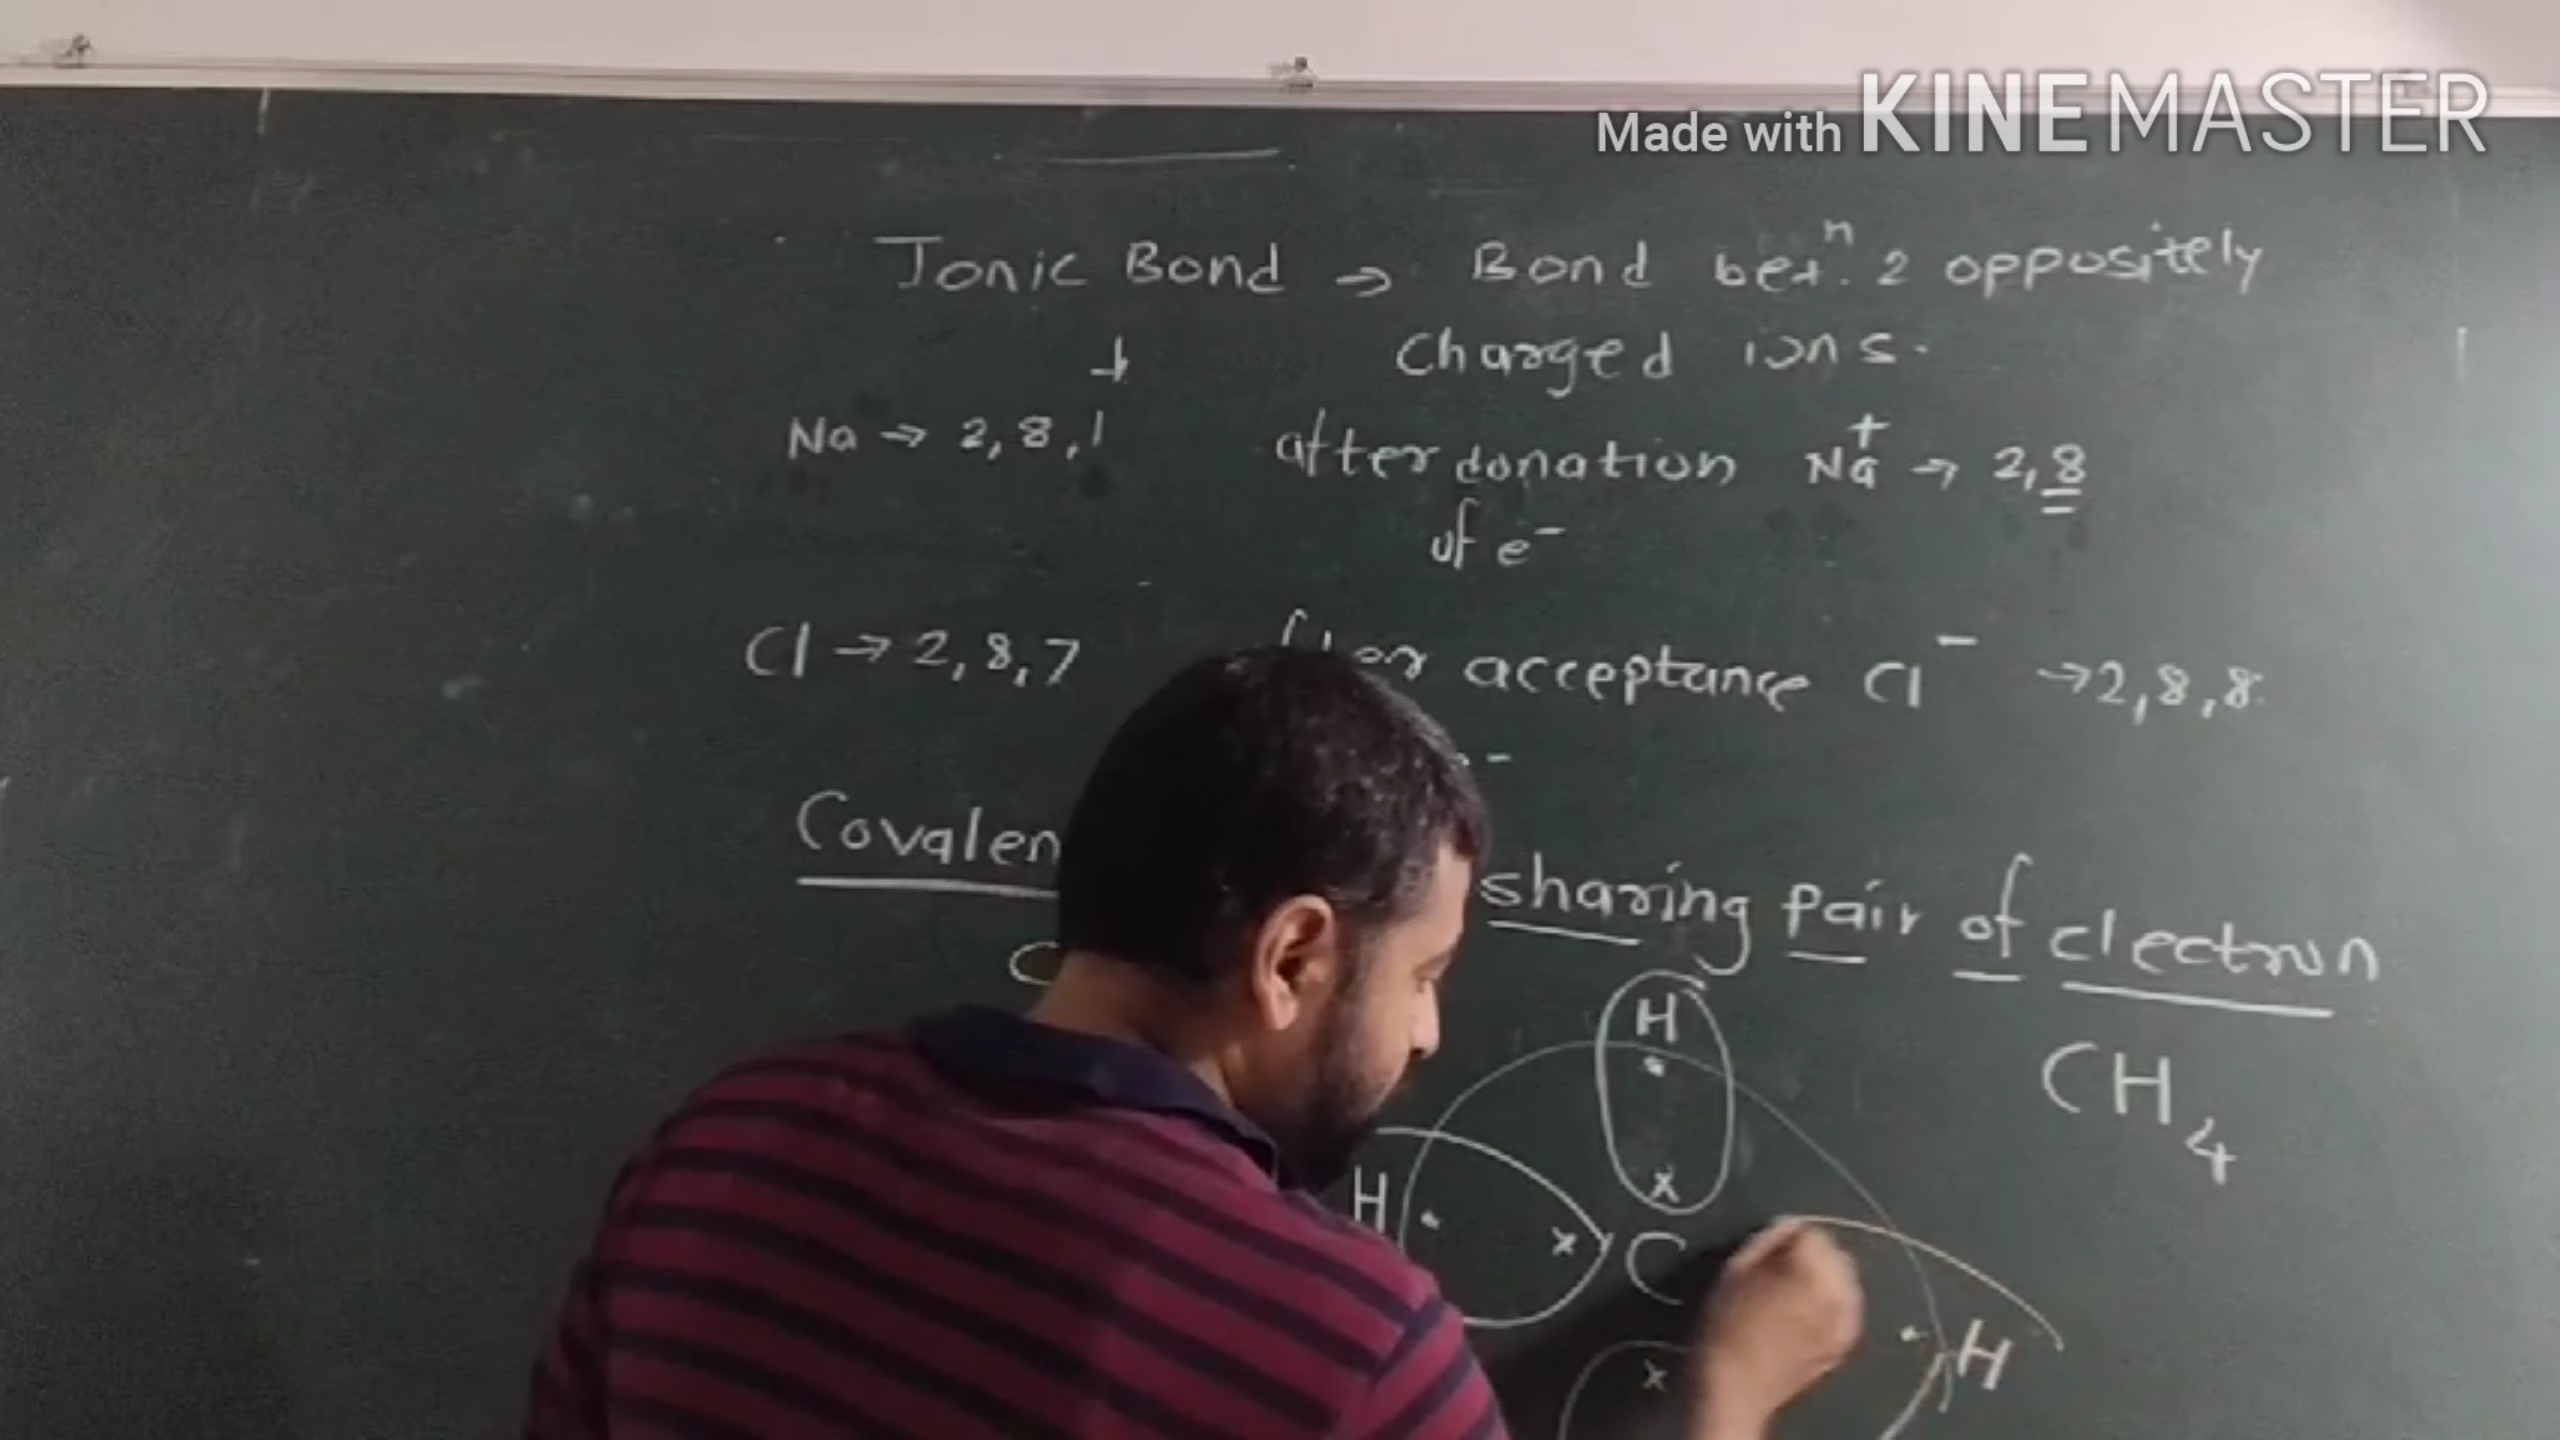 Made with KINEMASTER
Ionic Bond → Bond betⁿ. 2 oppositely
charged ions.
Na → 2,8,1 after donation Na⁺ → 2,8
of e⁻
Cl → 2,8,7 acceptance Cl⁻ → 2,8,8
Covalen sharing pair of electron
H
CH₄
H
x
x C
H
x